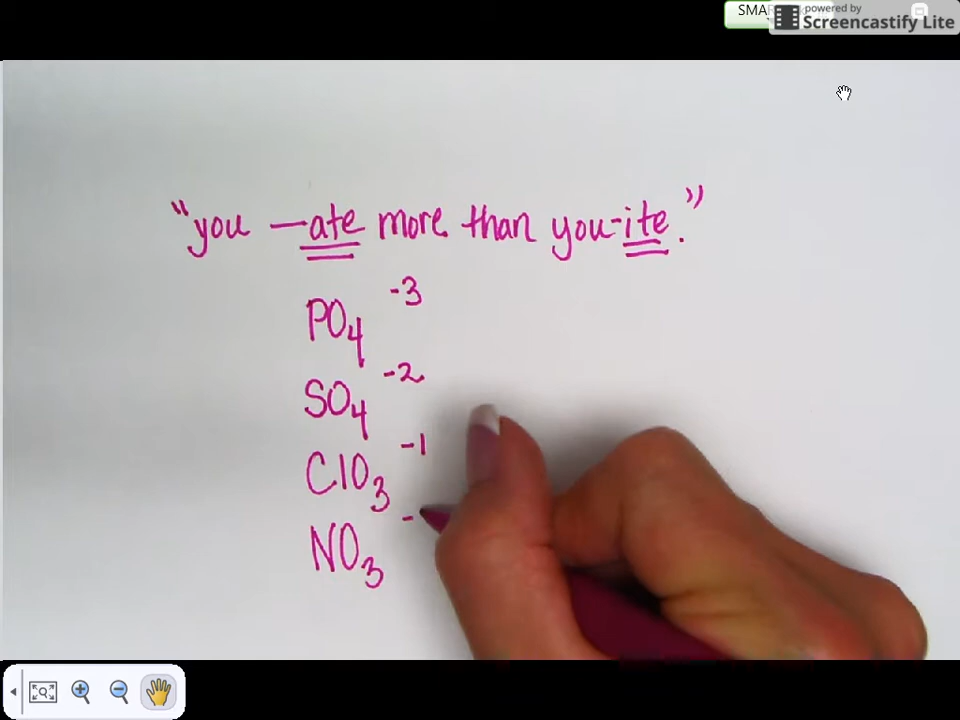 SMA
powered by
Screencastify Lite
"you -ate more than you-ite."
PO4 -3
SO4 -2
ClO3 -1
NO3 -